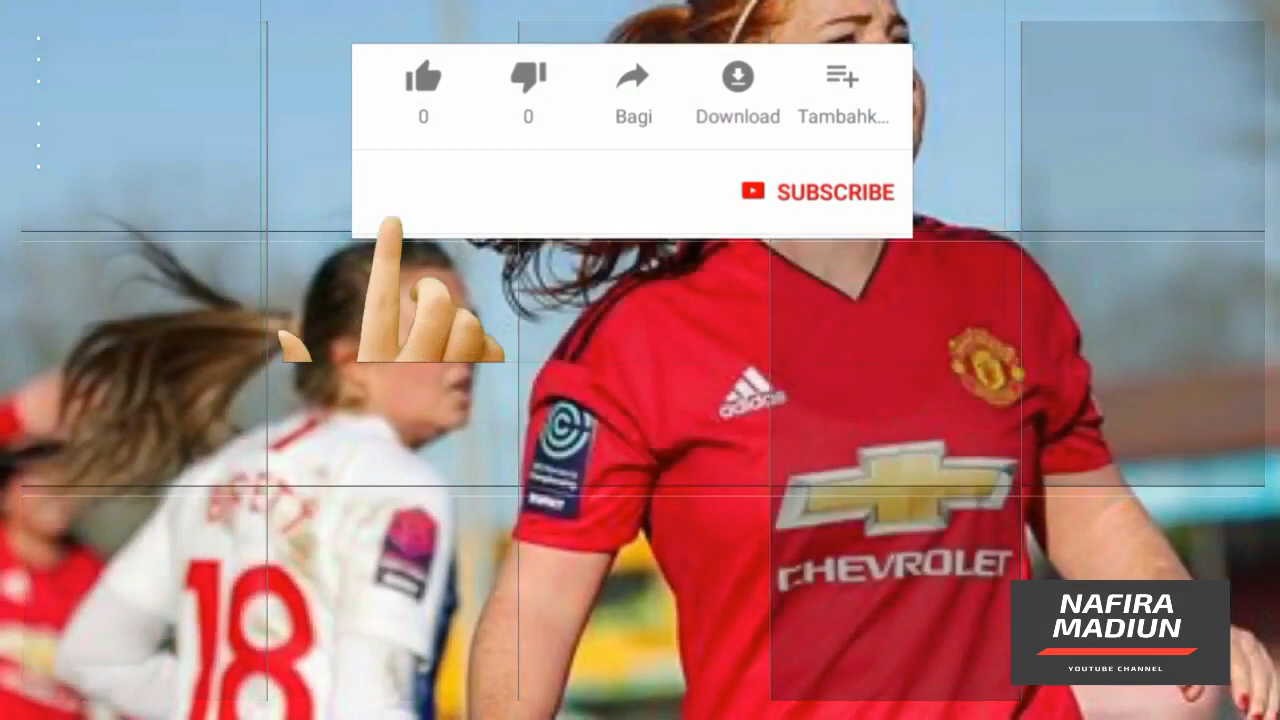 0
0
Bagi
Download
Tambahk...
SUBSCRIBE
adidas
CHEVROLET
18
NAFIRA
MADIUN
YOUTUBE CHANNEL